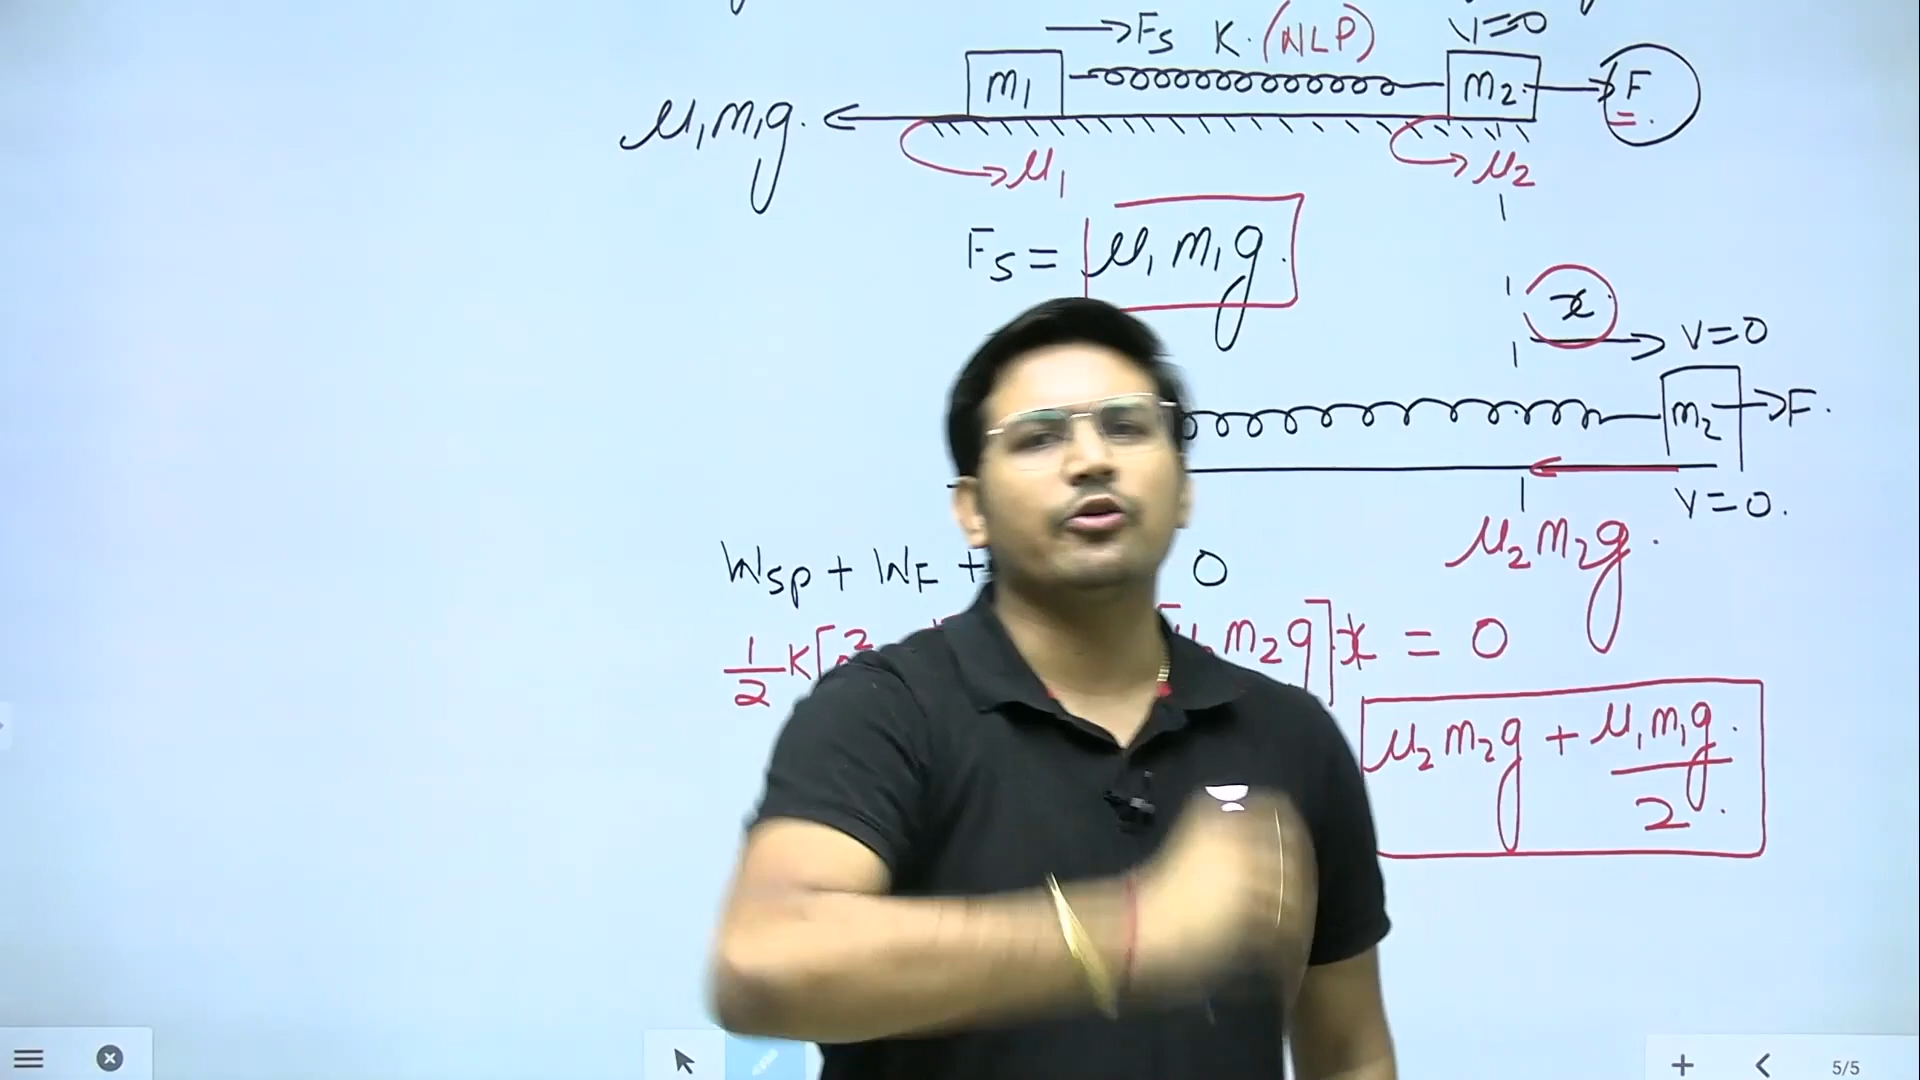 → Fs K. (NLP) V=0
m₁ m₂ → F
μ₁m₁g. ←
→ μ₁ → μ₂
Fs = μ₁m₁g.
x → V=0
m₂ → F.
V=0.
μ₂m₂g.
Wsp + WF + 0
1/2 K[ m₂g]x = 0
μ₂m₂g + μ₁m₁g/2.
5/5